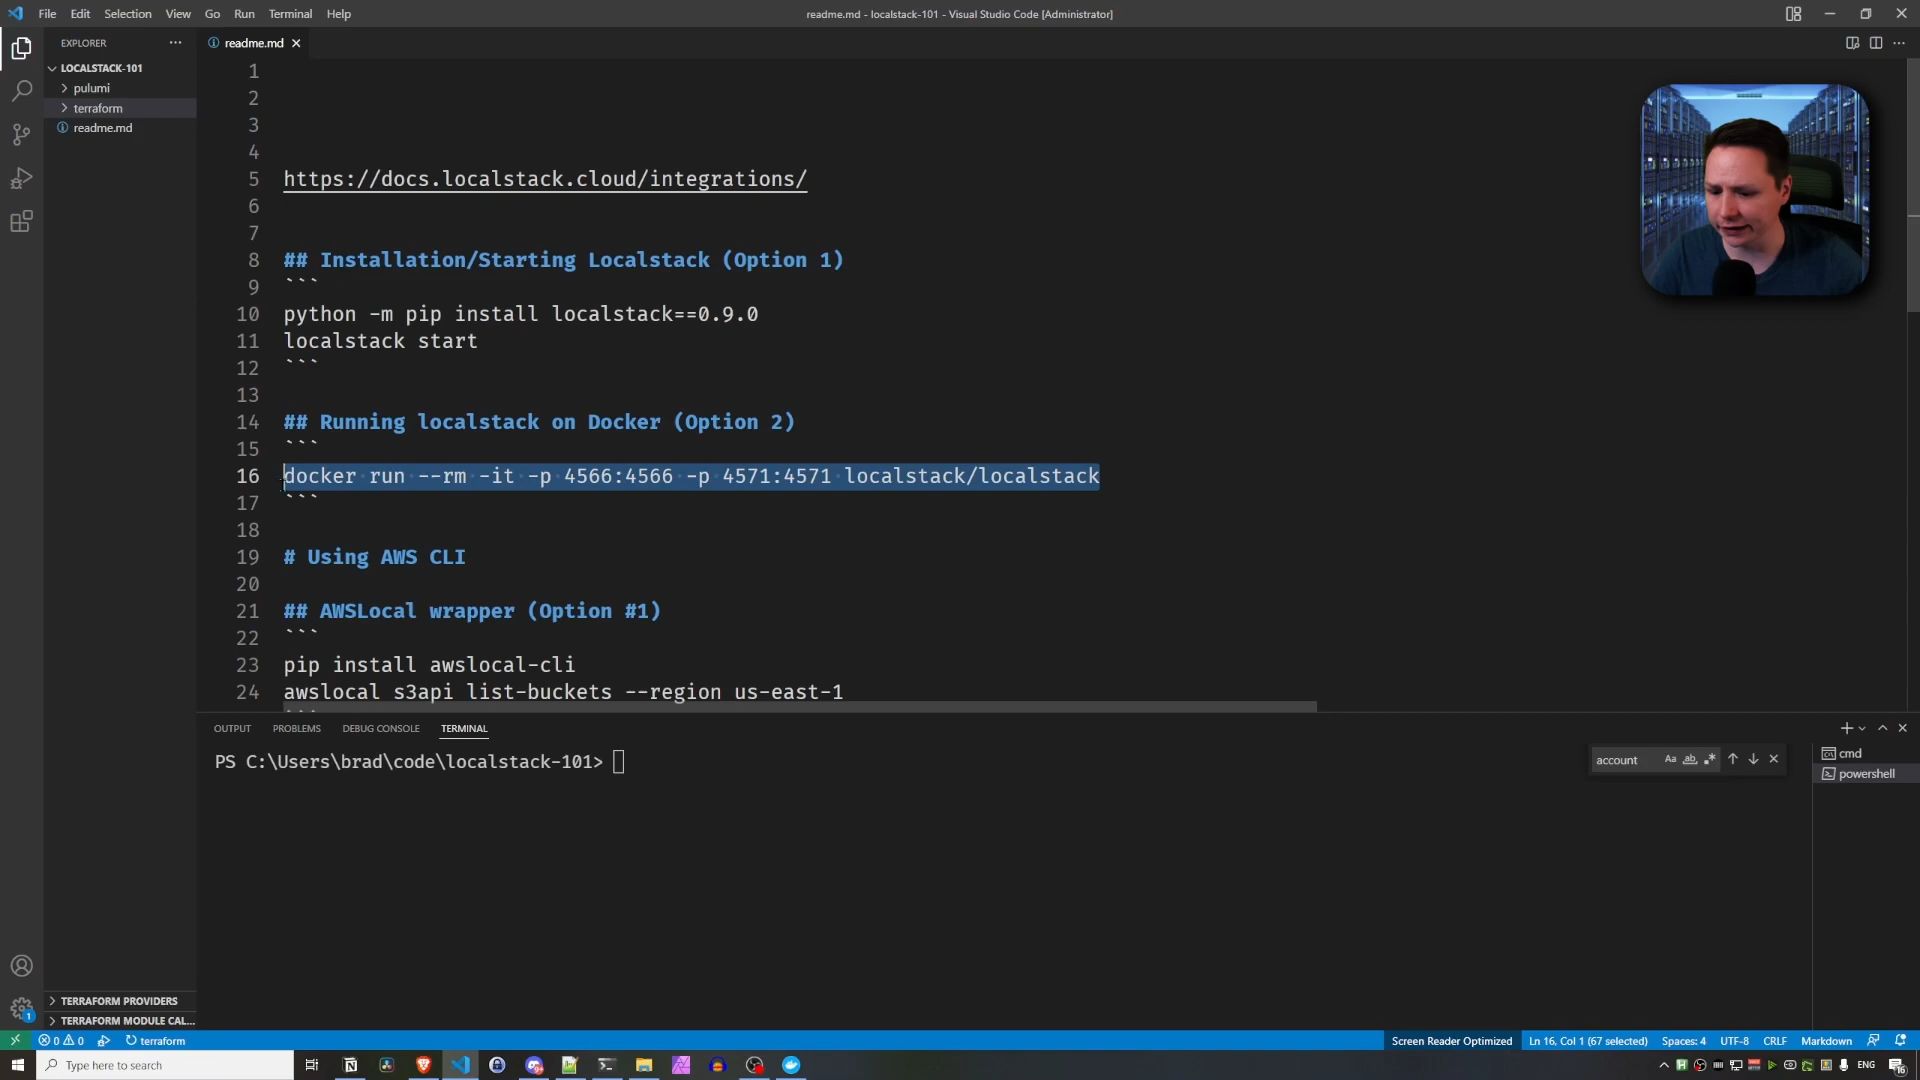 File Edit Selection View Go Run Terminal Help
readme.md - localstack-101 - Visual Studio Code [Administrator]
EXPLORER
readme.md
LOCALSTACK-101
pulumi
terraform
readme.md
1
2
3
4
5 https://docs.localstack.cloud/integrations/
6
7
8 ## Installation/Starting Localstack (Option 1)
9 ```
10 python -m pip install localstack==0.9.0
11 localstack start
12 ```
13
14 ## Running localstack on Docker (Option 2)
15 ```
16 docker run --rm -it -p 4566:4566 -p 4571:4571 localstack/localstack
17 ```
18
19 # Using AWS CLI
20
21 ## AWSLocal wrapper (Option #1)
22 ```
23 pip install awslocal-cli
24 awslocal s3api list-buckets --region us-east-1
OUTPUT PROBLEMS DEBUG CONSOLE TERMINAL
PS C:\Users\brad\code\localstack-101>
account
Aa ab
cmd
powershell
TERRAFORM PROVIDERS
TERRAFORM MODULE CAL...
1
0 0 terraform
Screen Reader Optimized Ln 16, Col 1 (67 selected) Spaces: 4 UTF-8 CRLF Markdown
Type here to search
ENG
16